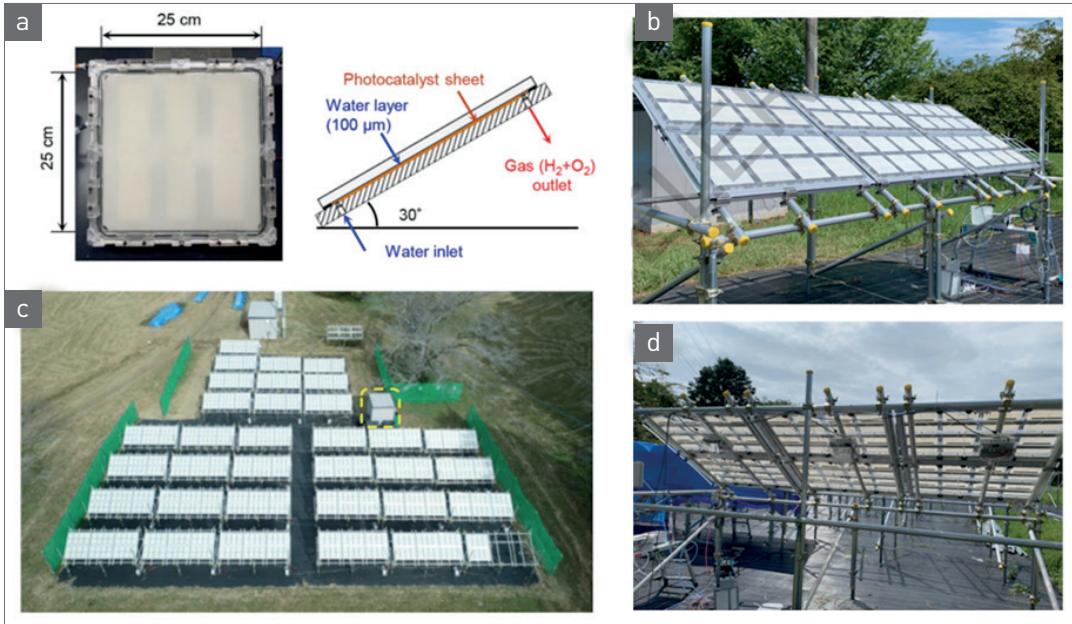 a
25 cm
25 cm
Photocatalyst sheet
Water layer
(100 μm)
Gas (H₂+O₂)
outlet
30°
Water inlet
b
c
d